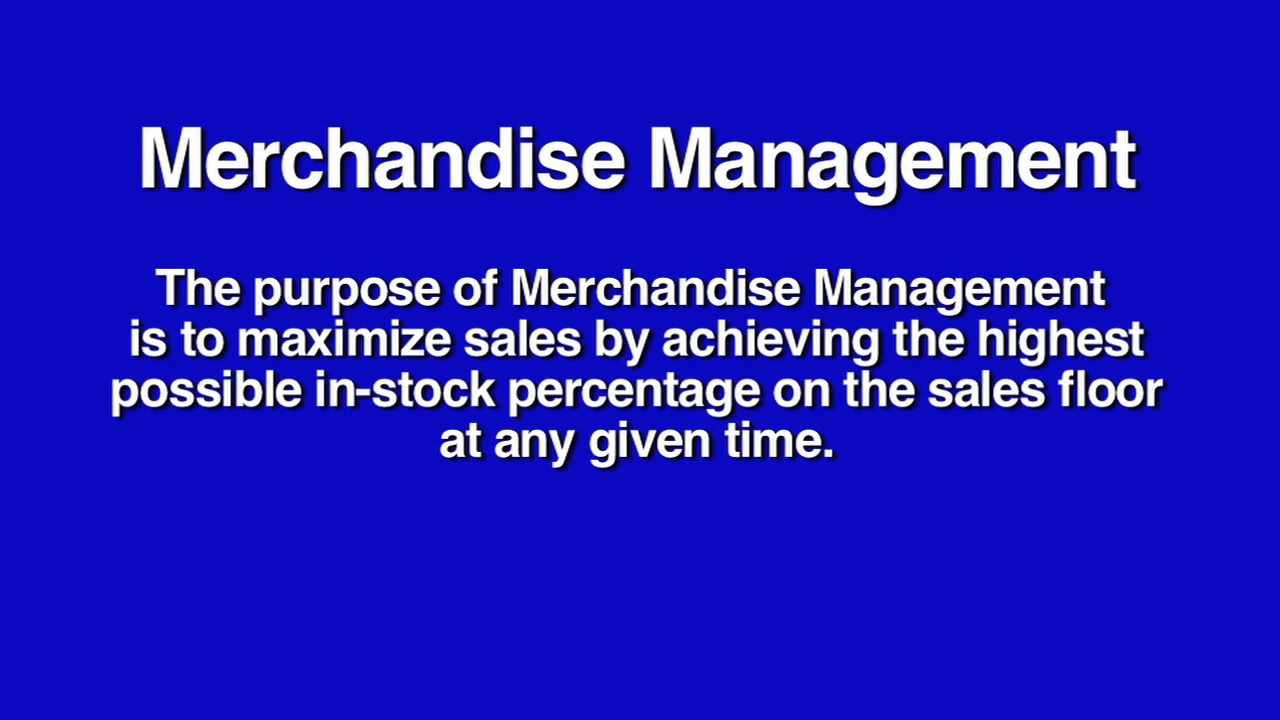 Merchandise Management
The purpose of Merchandise Management
is to maximize sales by achieving the highest
possible in-stock percentage on the sales floor
at any given time.